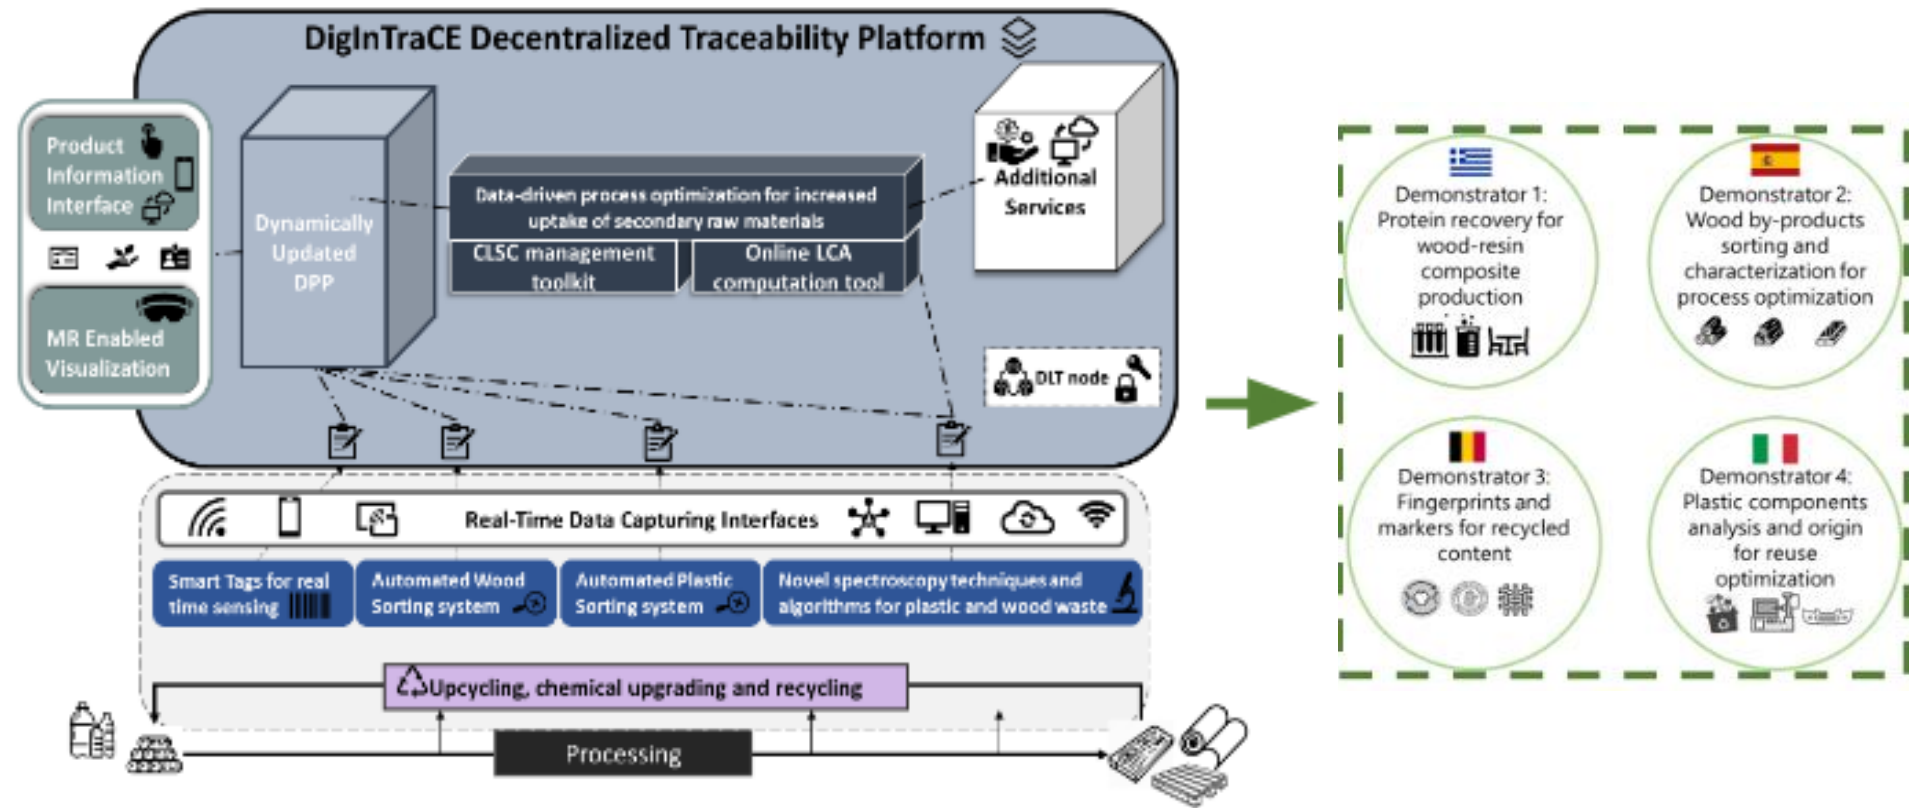 DigInTraCE Decentralized Traceability Platform
Product
Information
Interface
MR Enabled
Visualization
Dynamically
Updated
DPP
Data-driven process optimization for increased
uptake of secondary raw materials
CLSC management
toolkit
Online LCA
computation tool
Additional
Services
DLT node
Real-Time Data Capturing Interfaces
Smart Tags for real
time sensing
Automated Wood
Sorting system
Automated Plastic
Sorting system
Novel spectroscopy techniques and
algorithms for plastic and wood waste
Upcycling, chemical upgrading and recycling
Processing
Demonstrator 1:
Protein recovery for
wood-resin
composite
production
Demonstrator 2:
Wood by-products
sorting and
characterization for
process optimization
Demonstrator 3:
Fingerprints and
markers for recycled
content
Demonstrator 4:
Plastic components
analysis and origin
for reuse
optimization